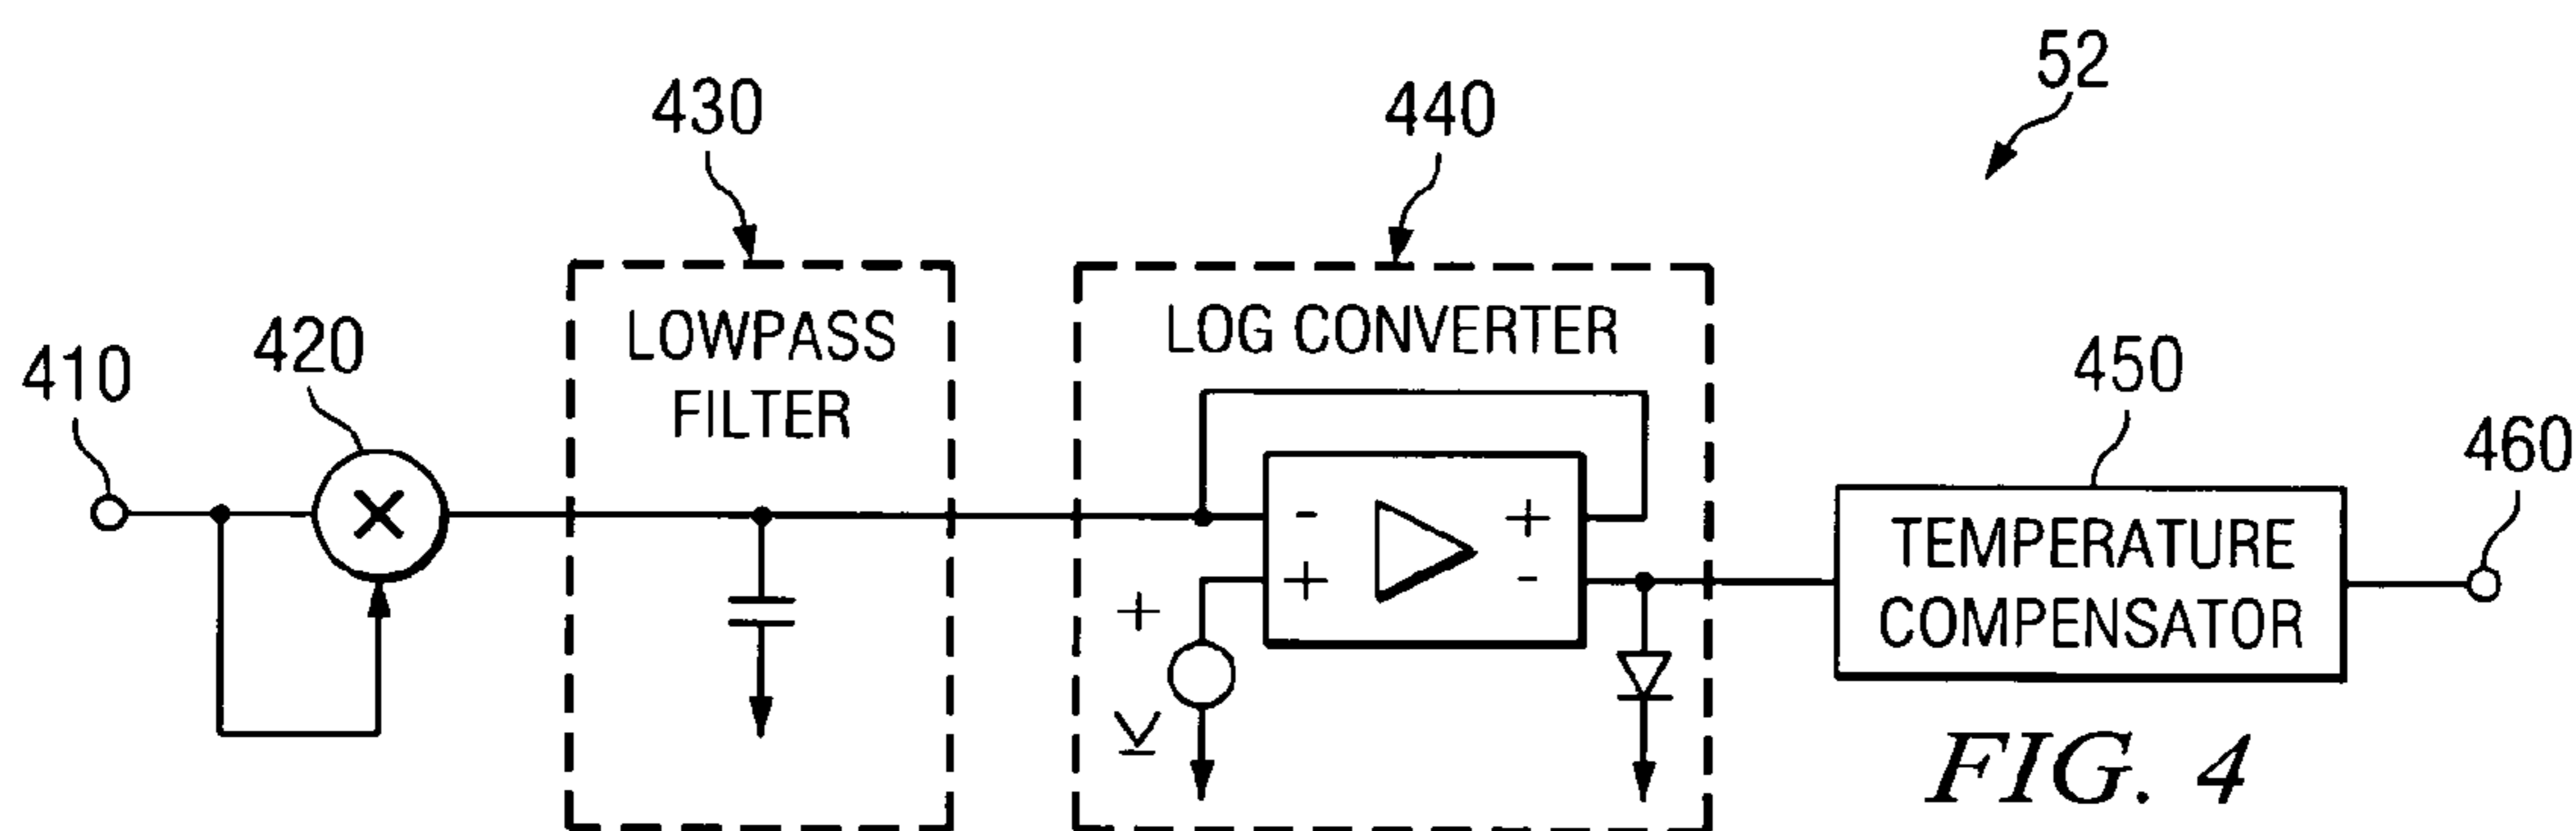 52
430
440
410
420
LOWPASS
FILTER
LOG CONVERTER
450
460
-
+
+
-
+
V
-
TEMPERATURE
COMPENSATOR
FIG. 4